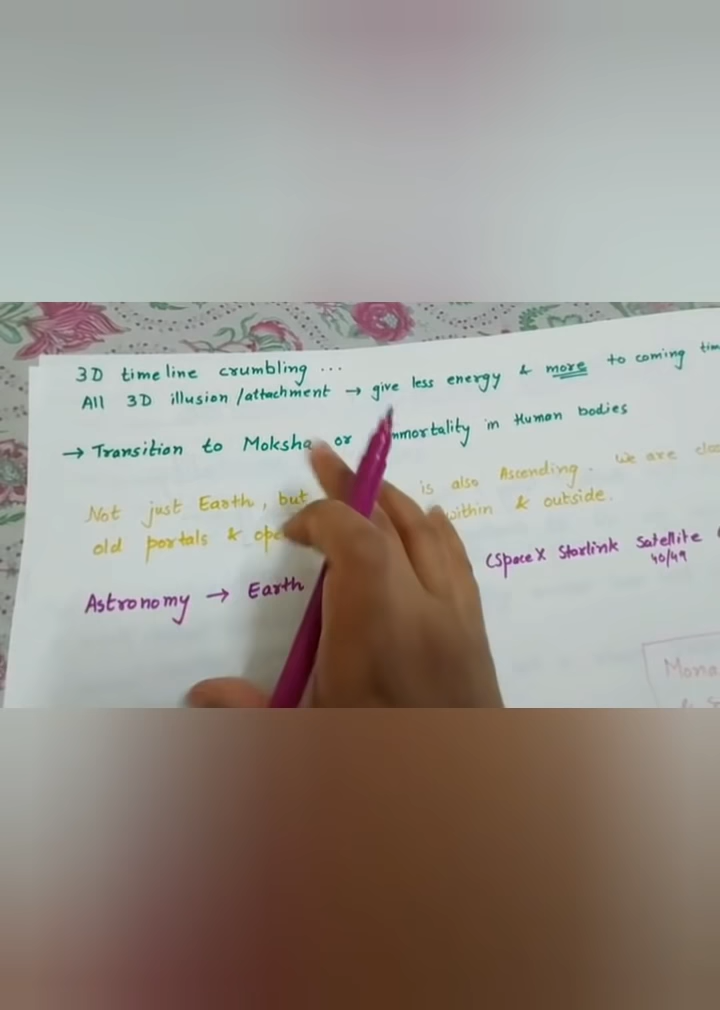 3D timeline crumbling ...
All 3D illusion/attachment → give less energy & more to coming
→ Transition to Moksha or mmortality in Human bodies
Not just Earth, but is also Ascending. We are
old portals & within & outside.
Astronomy → Earth (SpaceX Starlink Satellite
40/49